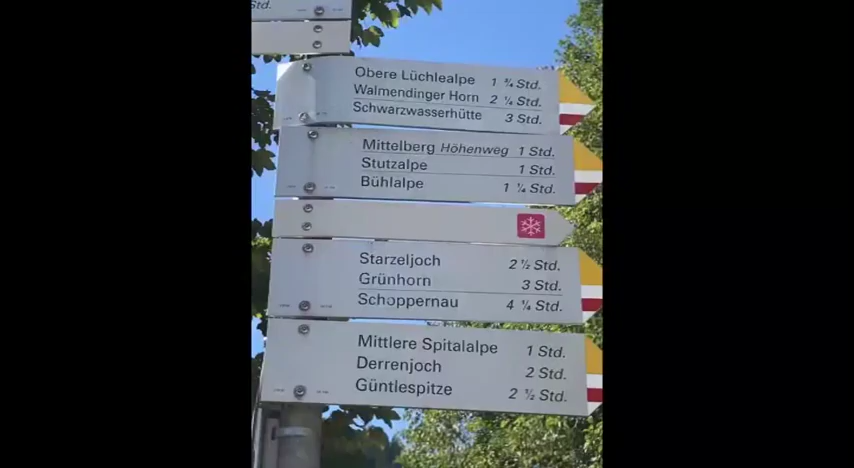 Std.
Obere Lüchlealpe 1 ¾ Std.
Walmendinger Horn 2 ¼ Std.
Schwarzwasserhütte 3 Std.
Mittelberg Höhenweg 1 Std.
Stutzalpe 1 Std.
Bühlalpe 1 ¼ Std.
Starzeljoch 2 ½ Std.
Grünhorn 3 Std.
Schoppernau 4 ¼ Std.
Mittlere Spitalalpe 1 Std.
Derrenjoch 2 Std.
Güntlespitze 2 ½ Std.